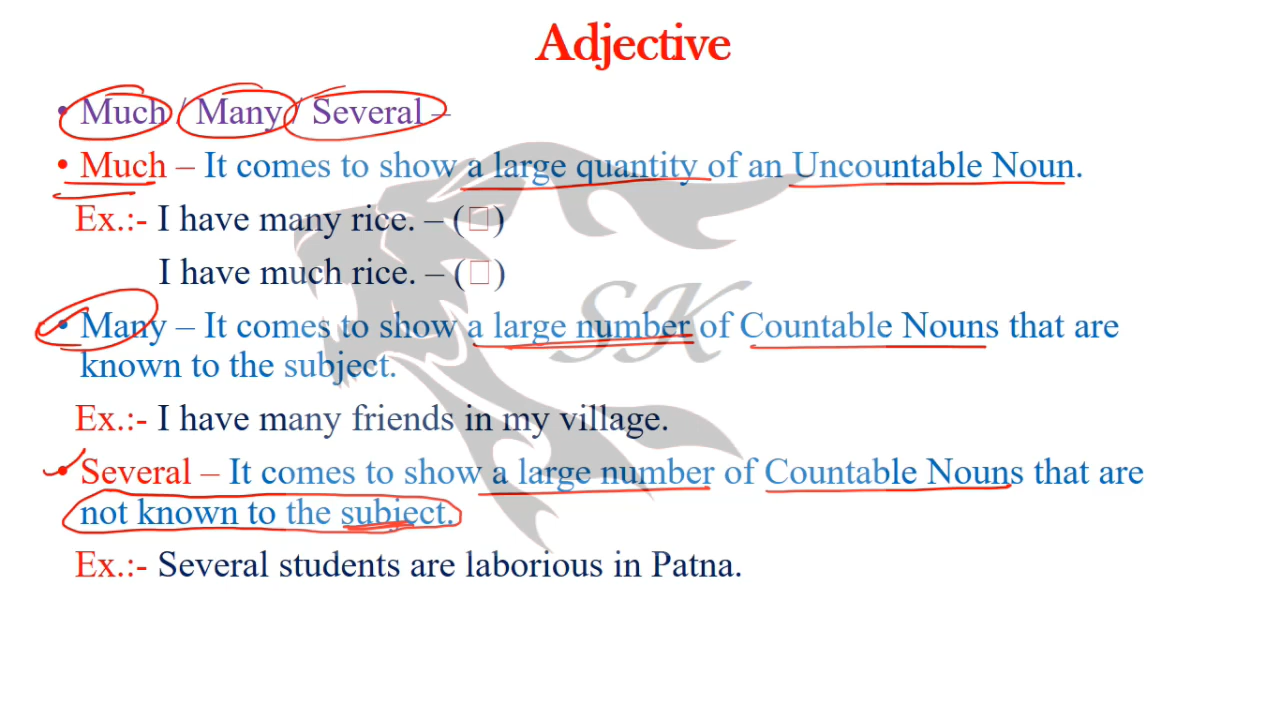 Adjective
• Much / Many / Several –
• Much – It comes to show a large quantity of an Uncountable Noun.
Ex.:- I have many rice. – (□)
I have much rice. – (□)
• Many – It comes to show a large number of Countable Nouns that are
known to the subject.
SK
Ex.:- I have many friends in my village.
• Several – It comes to show a large number of Countable Nouns that are
not known to the subject.
Ex.:- Several students are laborious in Patna.